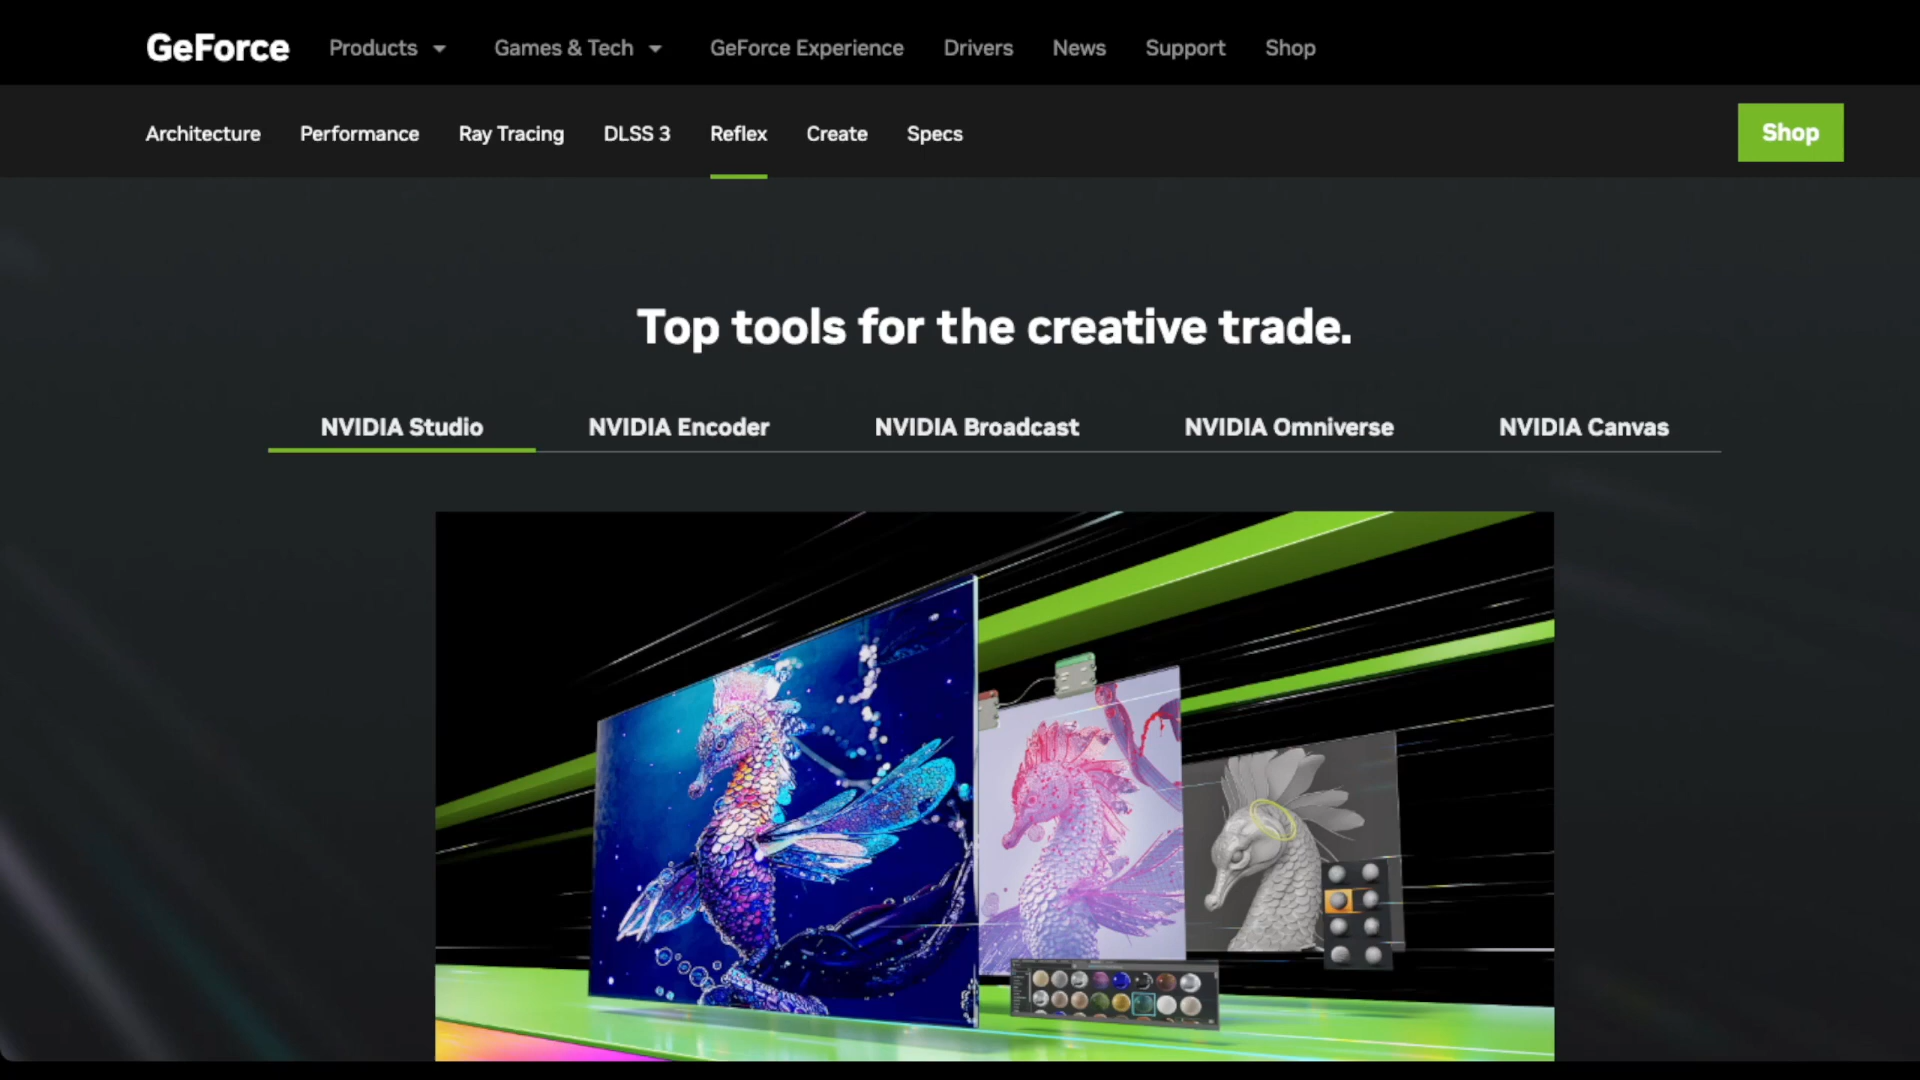 GeForce Products Games & Tech GeForce Experience Drivers News Support Shop
Architecture Performance Ray Tracing DLSS 3 Reflex Create Specs Shop
Top tools for the creative trade.
NVIDIA Studio NVIDIA Encoder NVIDIA Broadcast NVIDIA Omniverse NVIDIA Canvas